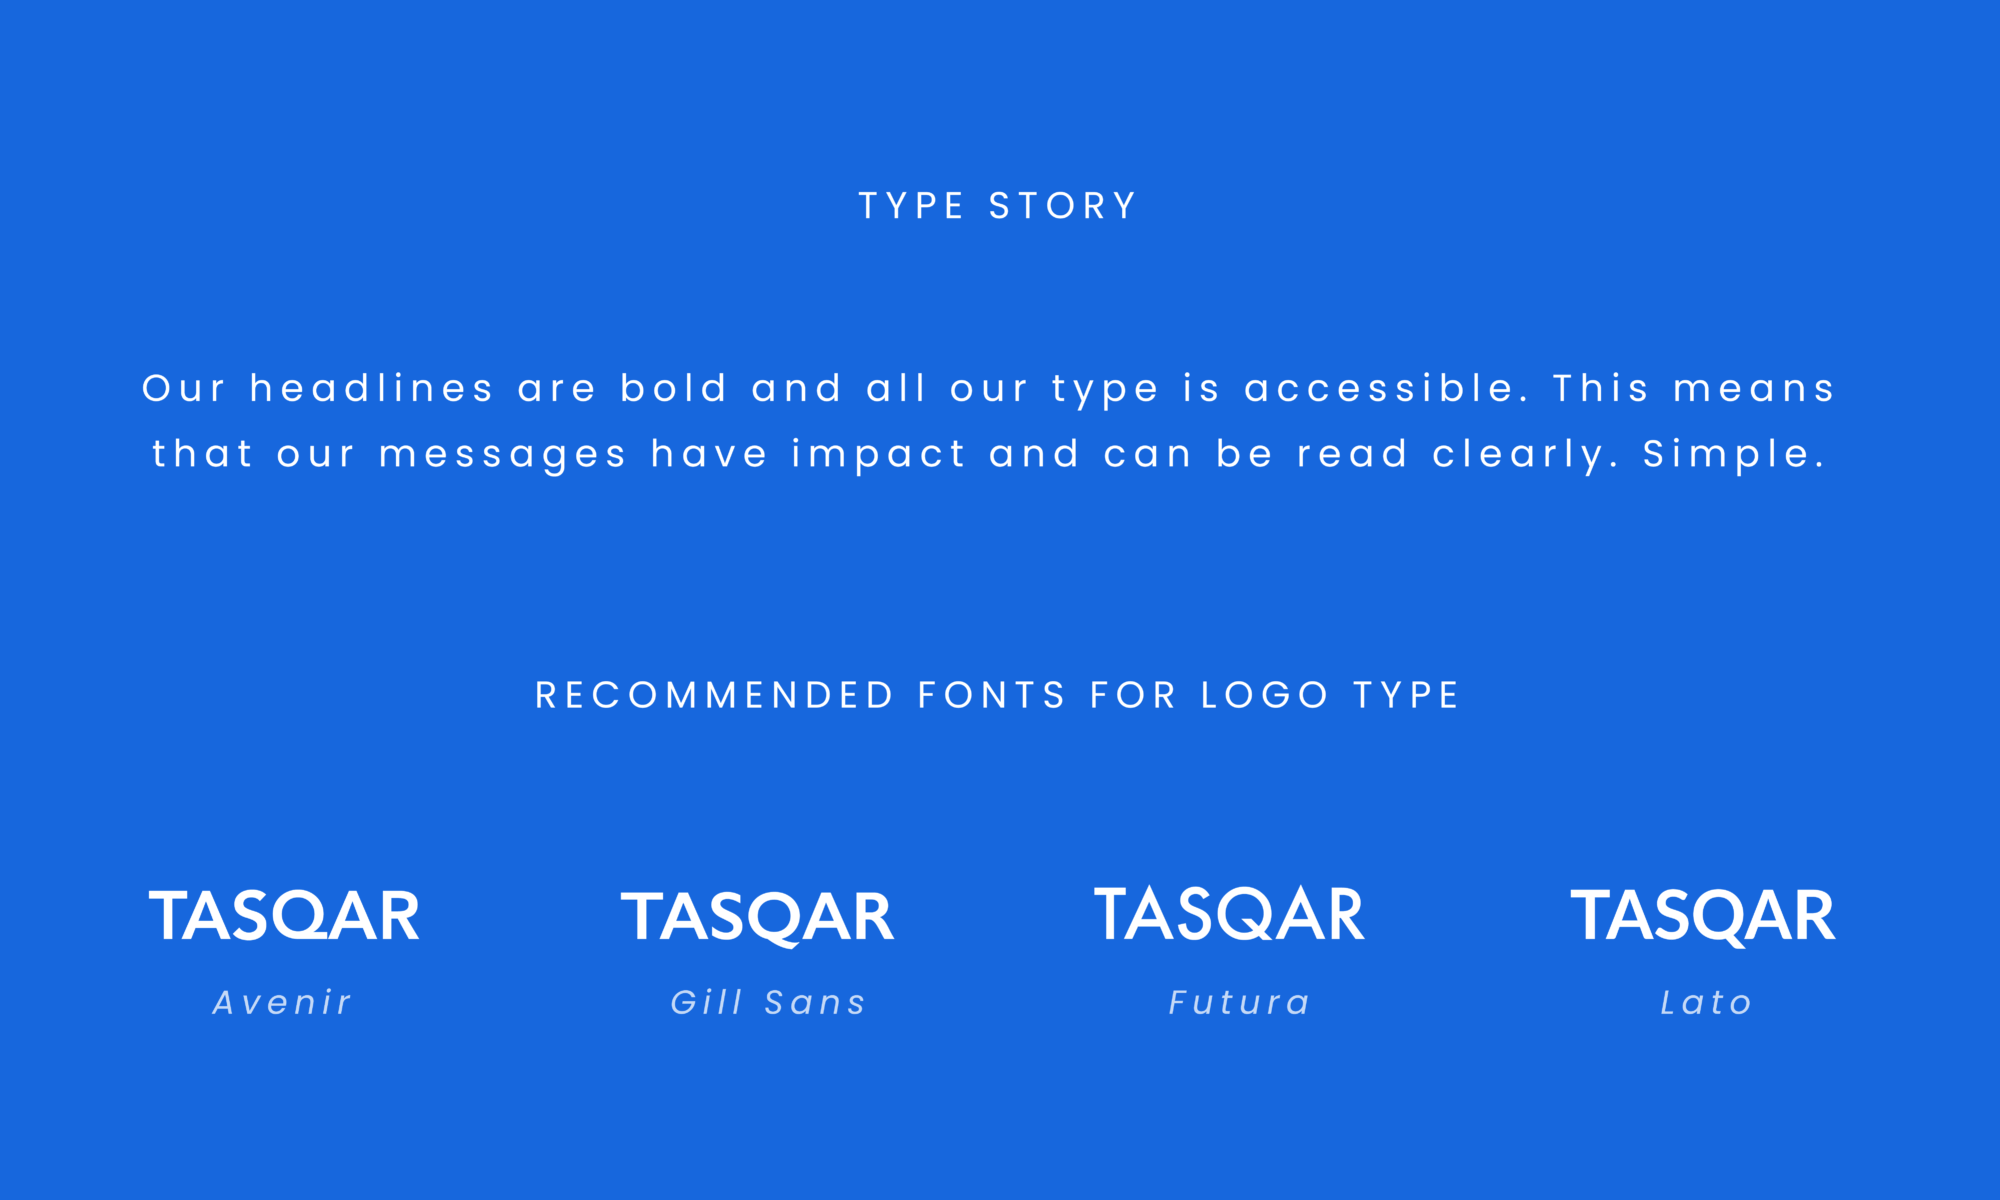 TYPE STORY
Our headlines are bold and all our type is accessible. This means
that our messages have impact and can be read clearly. Simple.
RECOMMENDED FONTS FOR LOGO TYPE
TASQAR TASQAR TASQAR TASQAR
Avenir Gill Sans Futura Lato